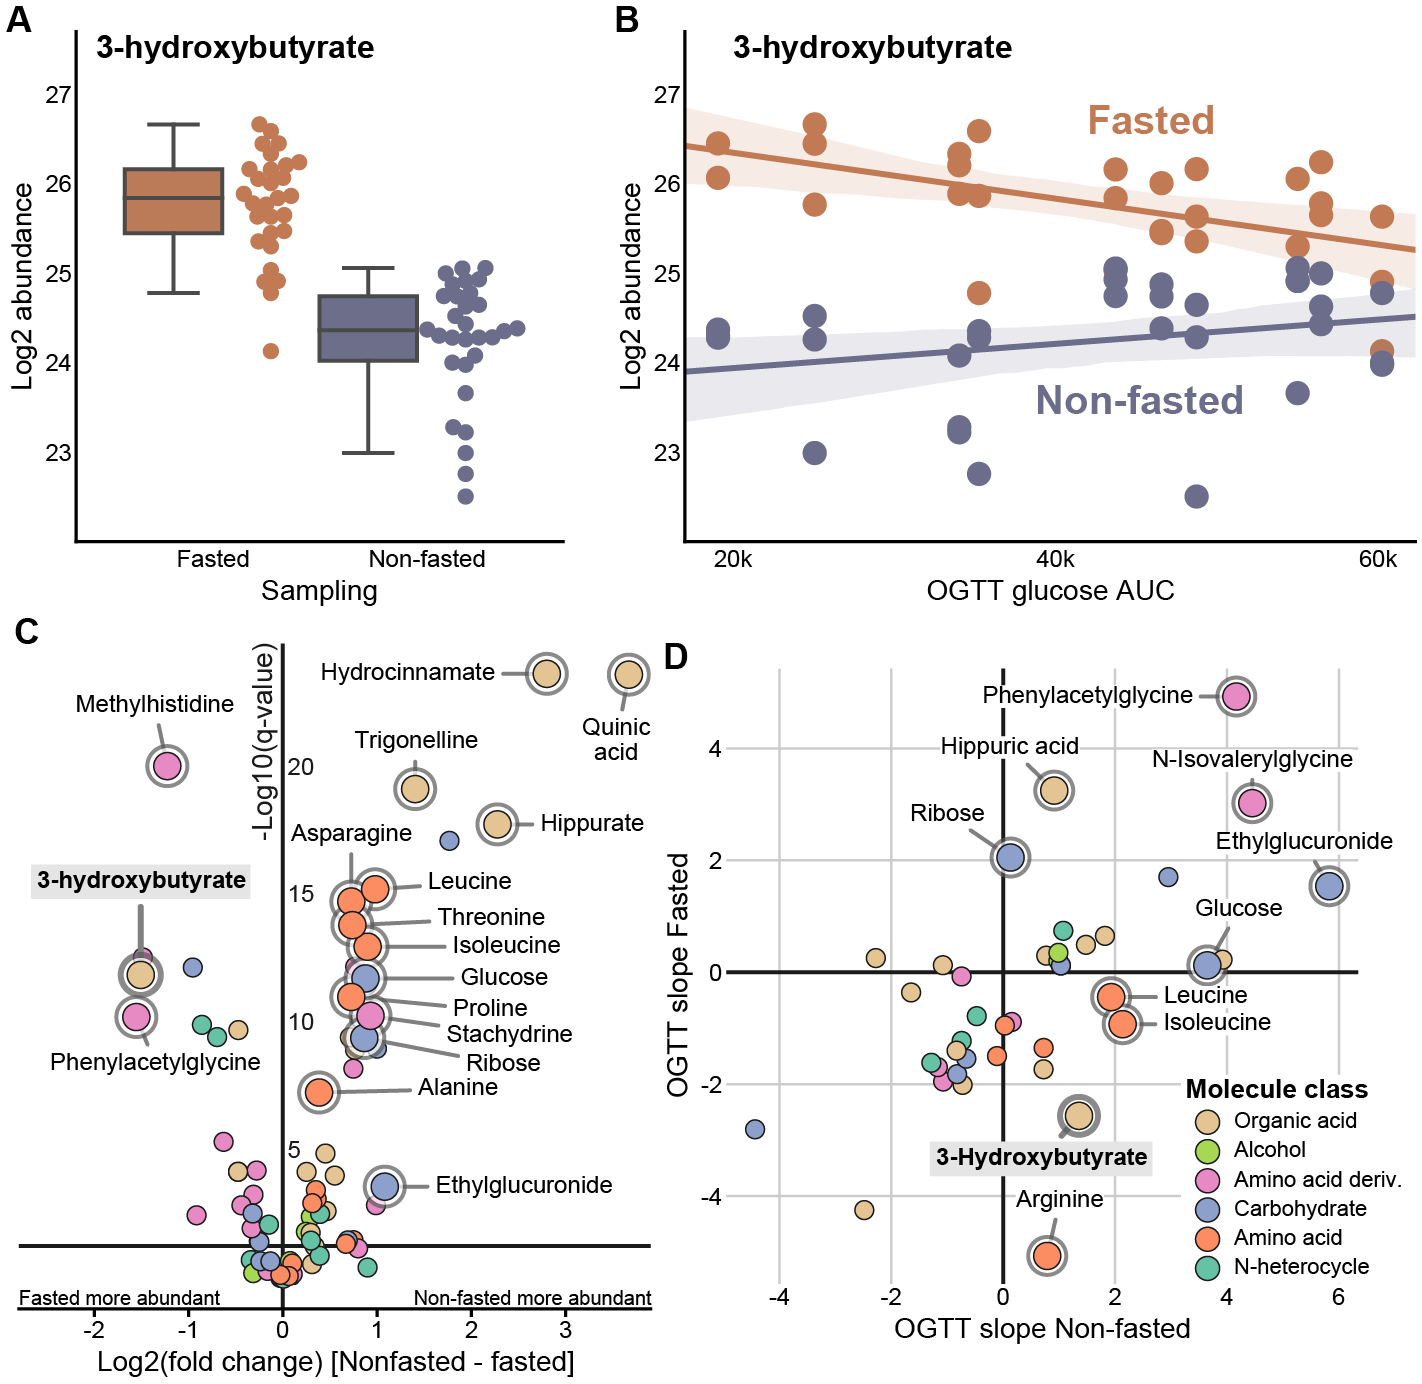 A
3-hydroxybutyrate
27
26
25
24
23
Log2 abundance
Fasted
Non-fasted
Sampling
B
3-hydroxybutyrate
27
26
25
24
23
Log2 abundance
Fasted
Non-fasted
20k
40k
60k
OGTT glucose AUC
C
-Log10(q-value)
20
15
10
5
Hydrocinnamate
Quinic
acid
Methylhistidine
Trigonelline
Hippurate
Asparagine
Leucine
3-hydroxybutyrate
Threonine
Isoleucine
Glucose
Proline
Stachydrine
Ribose
Phenylacetylglycine
Alanine
Ethylglucuronide
Fasted more abundant
Non-fasted more abundant
-2
-1
0
1
2
3
Log2(fold change) [Nonfasted - fasted]
D
Phenylacetylglycine
Hippuric acid
N-Isovalerylglycine
Ribose
Ethylglucuronide
Glucose
Leucine
Isoleucine
3-Hydroxybutyrate
Arginine
4
2
0
-2
-4
OGTT slope Fasted
Molecule class
Organic acid
Alcohol
Amino acid deriv.
Carbohydrate
Amino acid
N-heterocycle
-4
-2
0
2
4
6
OGTT slope Non-fasted